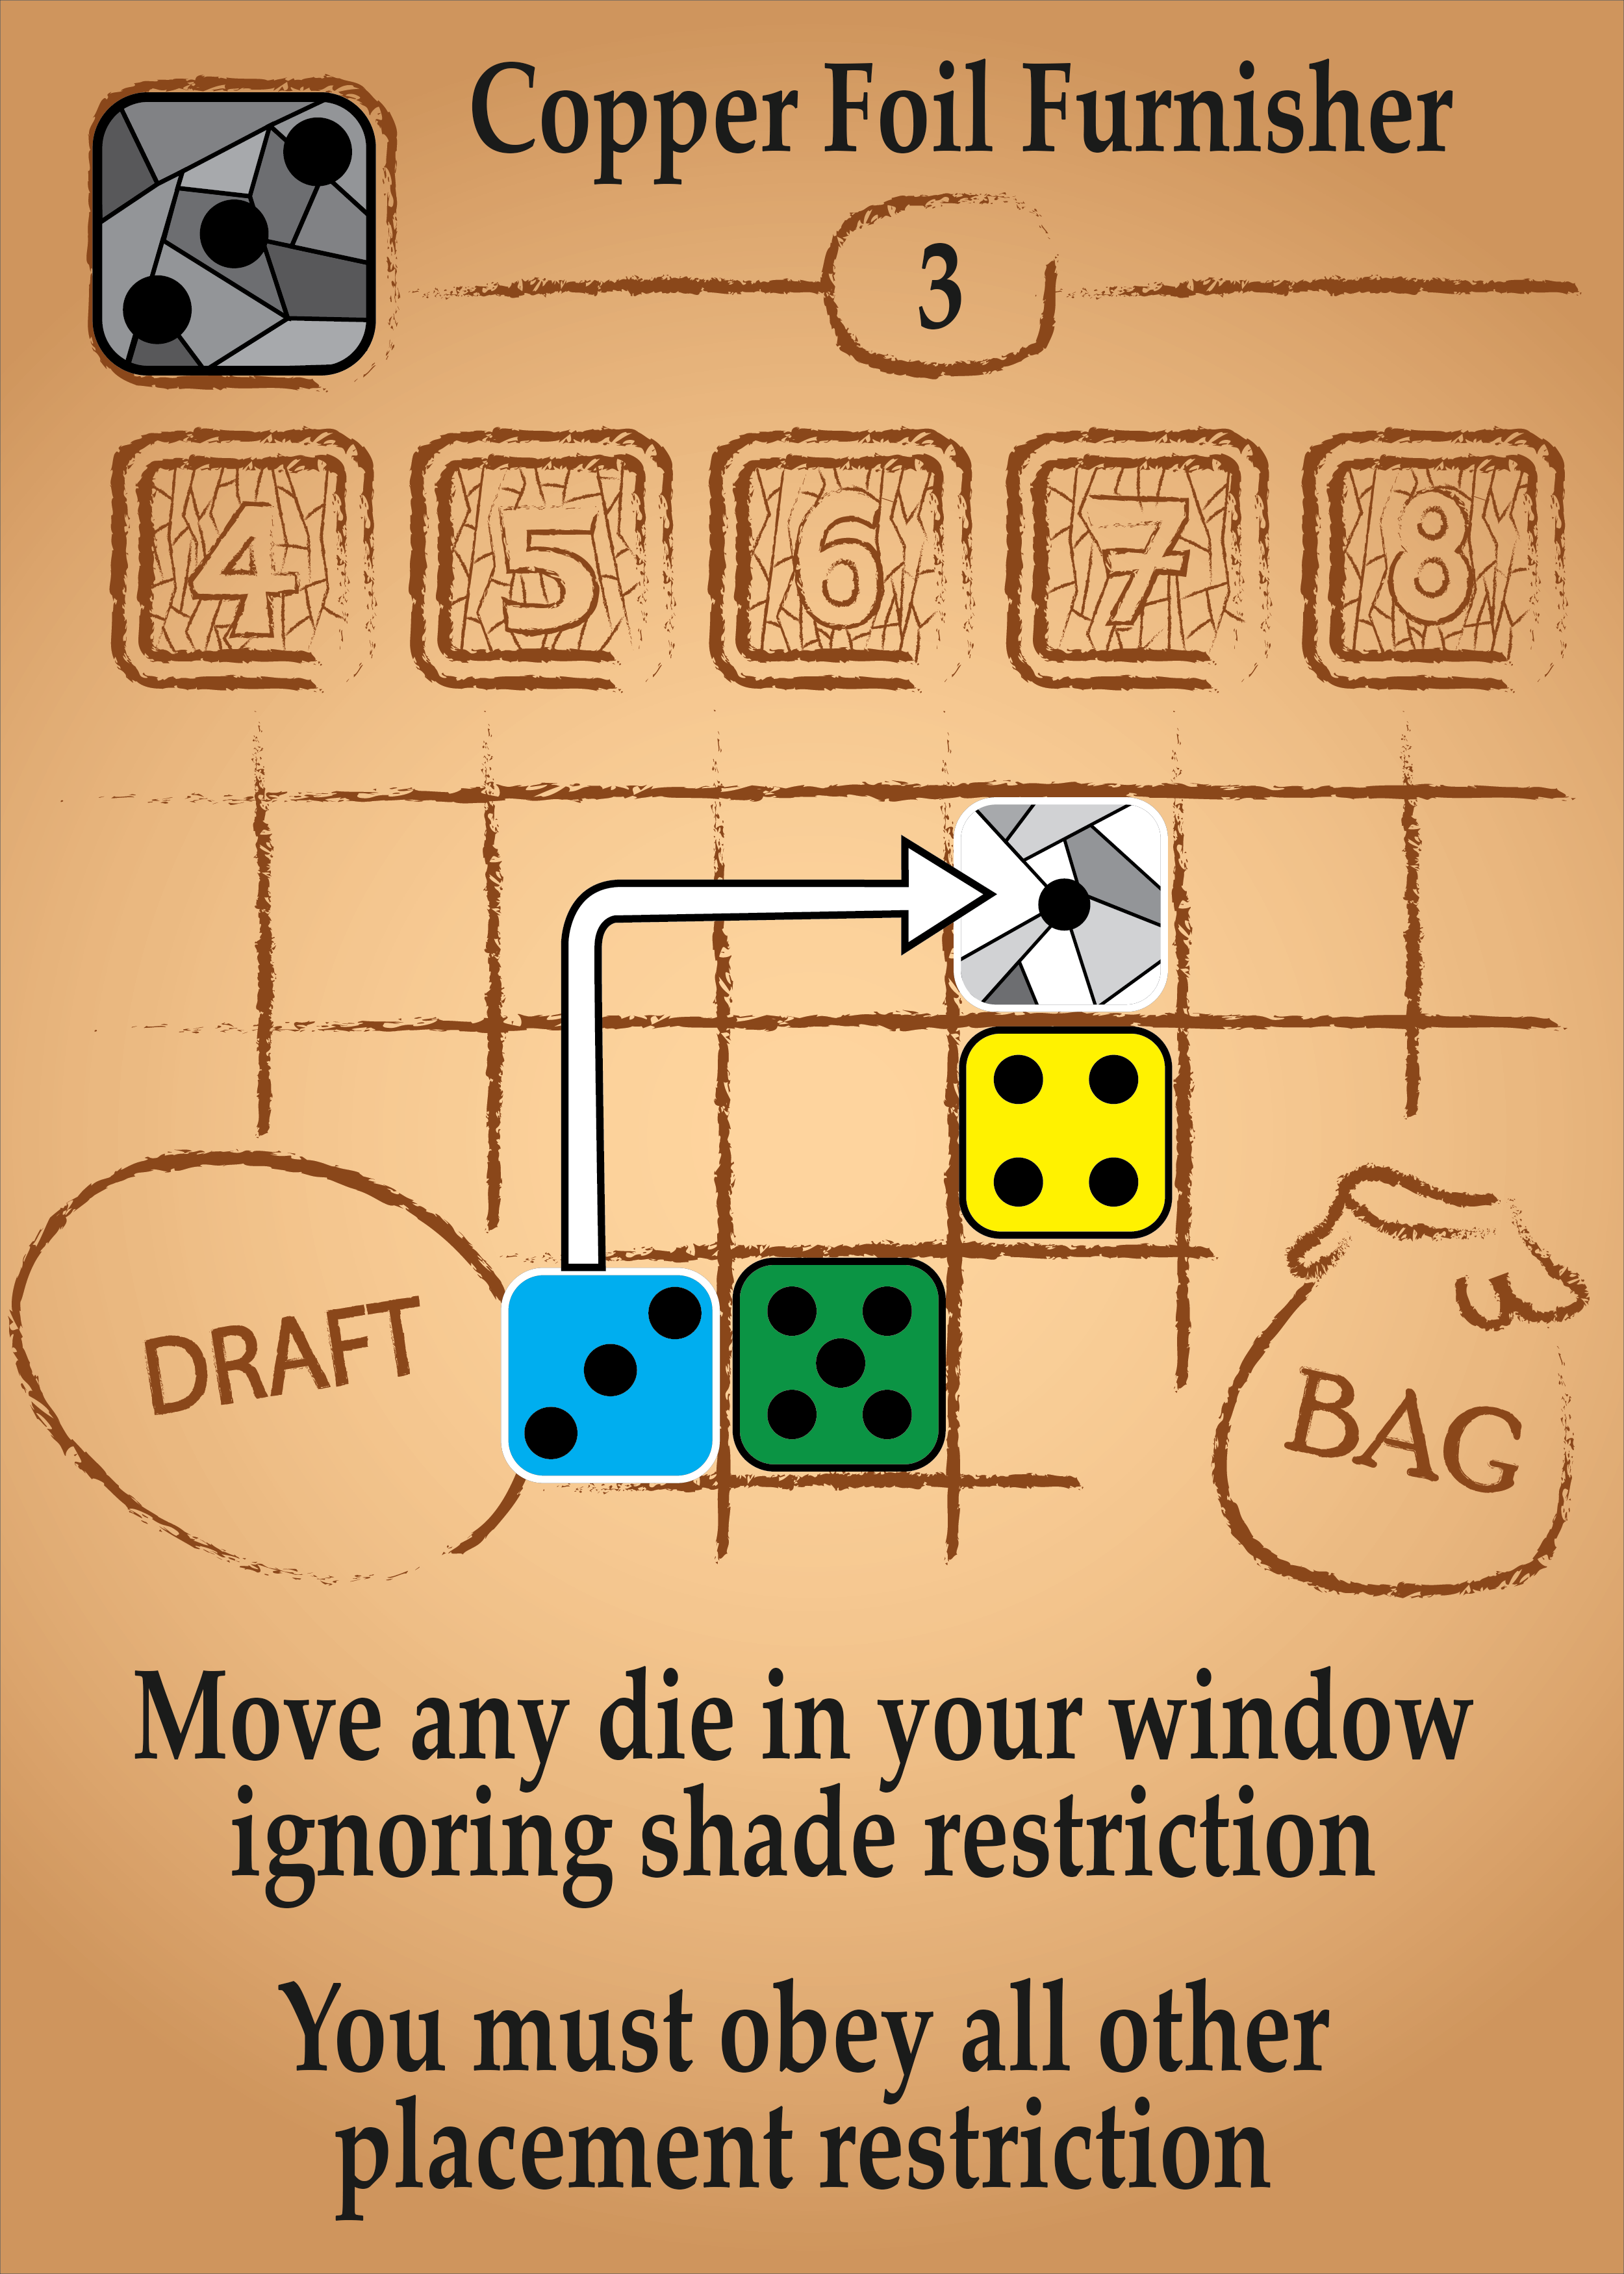 Copper Foil Furnisher
3
4 5 6 7 8
DRAFT
BAG
Move any die in your window
ignoring shade restriction
You must obey all other
placement restriction